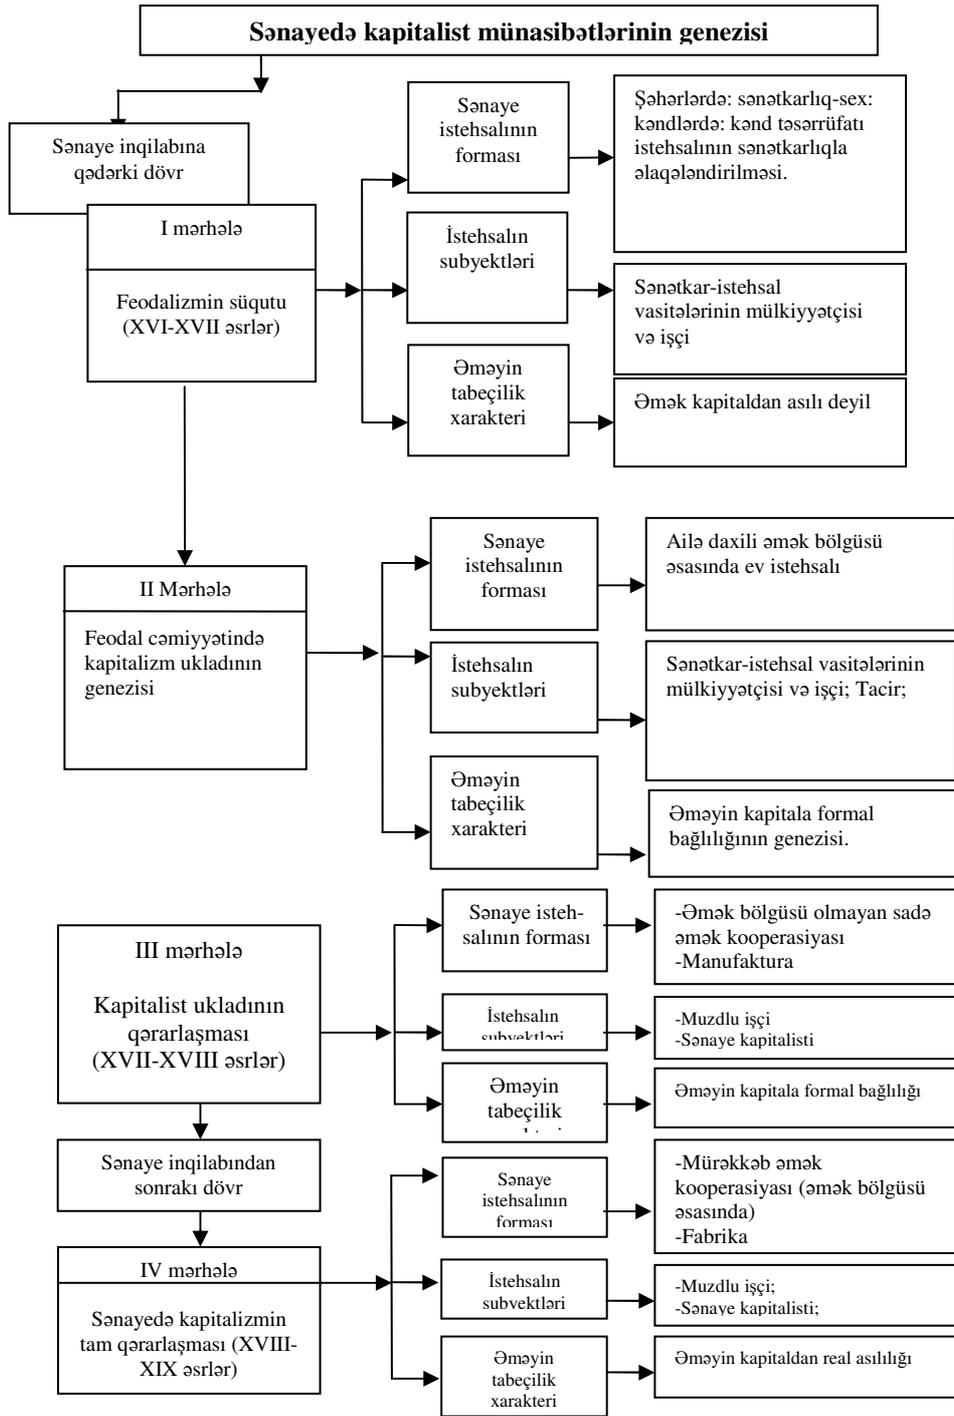 Sənayedə kapitalist münasibətlərinin genezisi
Sənaye inqilabına
qədərki dövr
I mərhələ
Feodalizmin süqutu
(XVI-XVII əsrlər)
Sənaye
istehsalının
forması
Şəhərlərdə: sənətkarlıq-sex:
kəndlərdə: kənd təsərrüfatı
istehsalının sənətkarlıqla
əlaqələndirilməsi.
İstehsalın
subyektləri
Sənətkar-istehsal
vasitələrinin mülkiyyətçisi
və işçi
Əməyin
tabeçilik
xarakteri
Əmək kapitaldan asılı deyil
II Mərhələ
Feodal cəmiyyətində
kapitalizm ukladının
genezisi
Sənaye
istehsalının
forması
Ailə daxili əmək bölgüsü
əsasında ev istehsalı
İstehsalın
subyektləri
Sənətkar-istehsal vasitələrinin
mülkiyyətçisi və işçi; Tacir;
Əməyin
tabeçilik
xarakteri
Əməyin kapitala formal
bağlılığının genezisi.
III mərhələ
Kapitalist ukladının
qərarlaşması
(XVII-XVIII əsrlər)
Sənaye isteh-
salının forması
-Əmək bölgüsü olmayan sadə
əmək kooperasiyası
-Manufaktura
İstehsalın
subyektləri
-Muzdlu işçi
-Sənaye kapitalisti
Əməyin
tabeçilik
Əməyin kapitala formal bağlılığı
Sənaye inqilabından
sonrakı dövr
IV mərhələ
Sənayedə kapitalizmin
tam qərarlaşması (XVIII-
XIX əsrlər)
Sənaye
istehsalının
forması
-Mürəkkəb əmək
kooperasiyası (əmək bölgüsü
əsasında)
-Fabrika
İstehsalın
subyektləri
-Muzdlu işçi;
-Sənaye kapitalisti;
Əməyin
tabeçilik
xarakteri
Əməyin kapitaldan real asılılığı